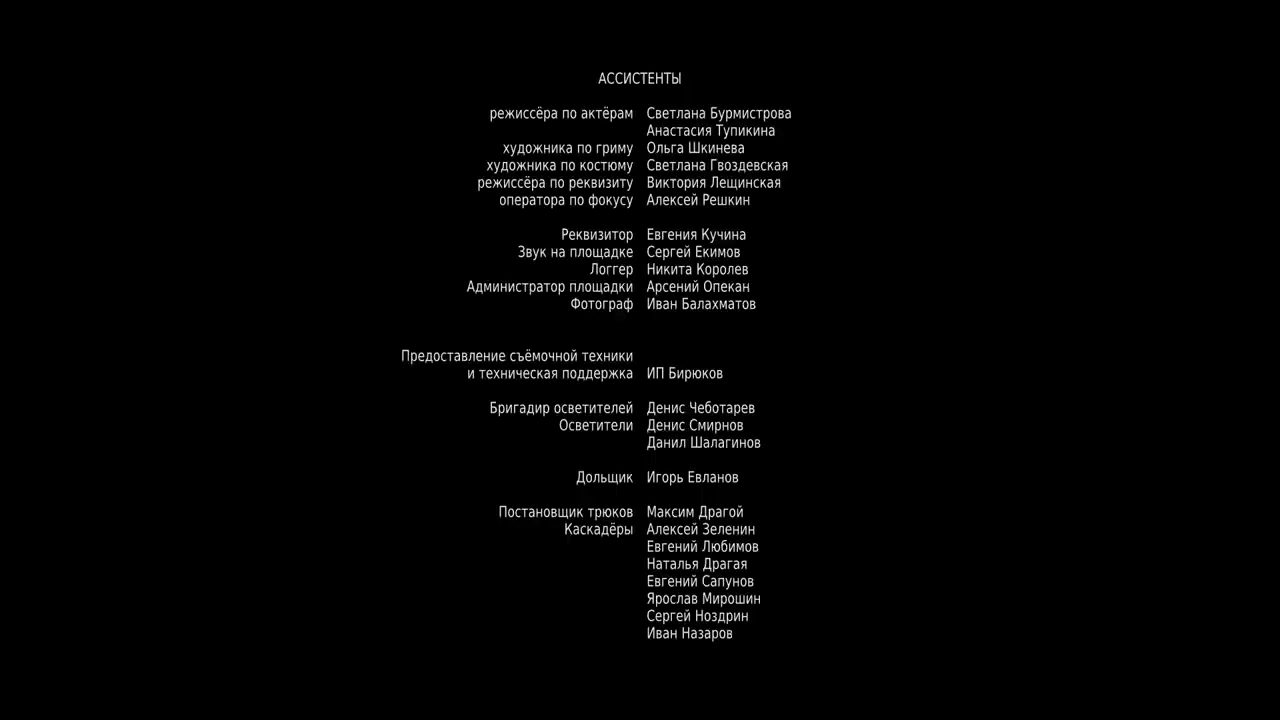 АССИСТЕНТЫ
режиссёра по актёрам Светлана Бурмистрова
Анастасия Тупикина
художника по гриму Ольга Шкинева
художника по костюму Светлана Гвоздевская
режиссёра по реквизиту Виктория Лещинская
оператора по фокусу Алексей Решкин
Реквизитор Евгения Кучина
Звук на площадке Сергей Екимов
Логгер Никита Королев
Администратор площадки Арсений Опекан
Фотограф Иван Балахматов
Предоставление съёмочной техники
и техническая поддержка ИП Бирюков
Бригадир осветителей Денис Чеботарев
Осветители Денис Смирнов
Данил Шалагинов
Дольщик Игорь Евланов
Постановщик трюков Максим Драгой
Каскадёры Алексей Зеленин
Евгений Любимов
Наталья Драгая
Евгений Сапунов
Ярослав Мирошин
Сергей Ноздрин
Иван Назаров